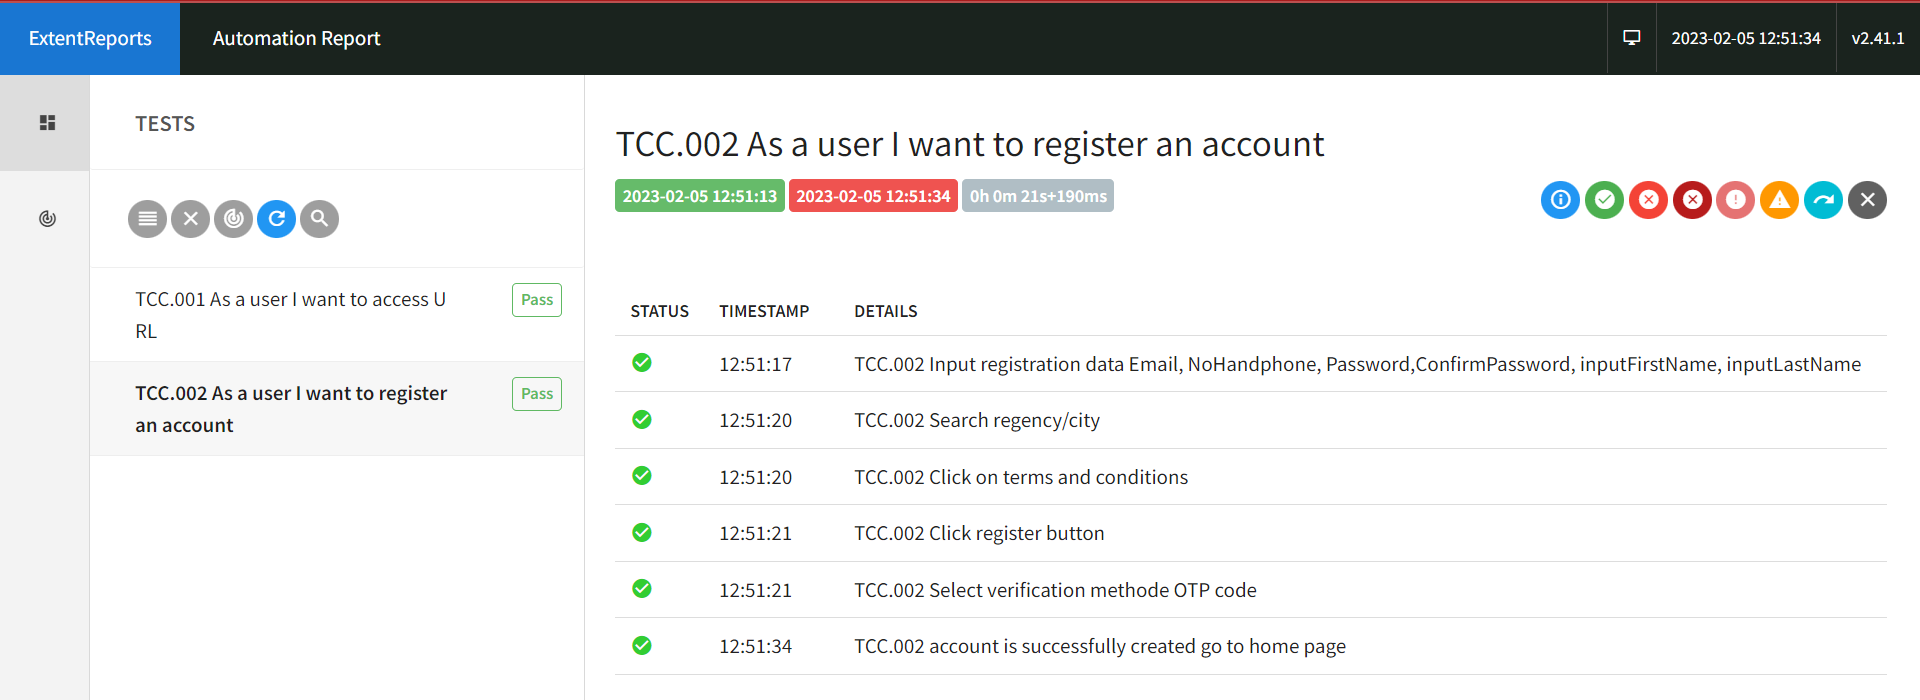 ExtentReports
Automation Report
2023-02-05 12:51:34
v2.41.1
TESTS
TCC.001 As a user I want to access U
RL
Pass
TCC.002 As a user I want to register
an account
Pass
TCC.002 As a user I want to register an account
2023-02-05 12:51:13
2023-02-05 12:51:34
0h 0m 21s+190ms
STATUS TIMESTAMP DETAILS
12:51:17 TCC.002 Input registration data Email, NoHandphone, Password,ConfirmPassword, inputFirstName, inputLastName
12:51:20 TCC.002 Search regency/city
12:51:20 TCC.002 Click on terms and conditions
12:51:21 TCC.002 Click register button
12:51:21 TCC.002 Select verification methode OTP code
12:51:34 TCC.002 account is successfully created go to home page